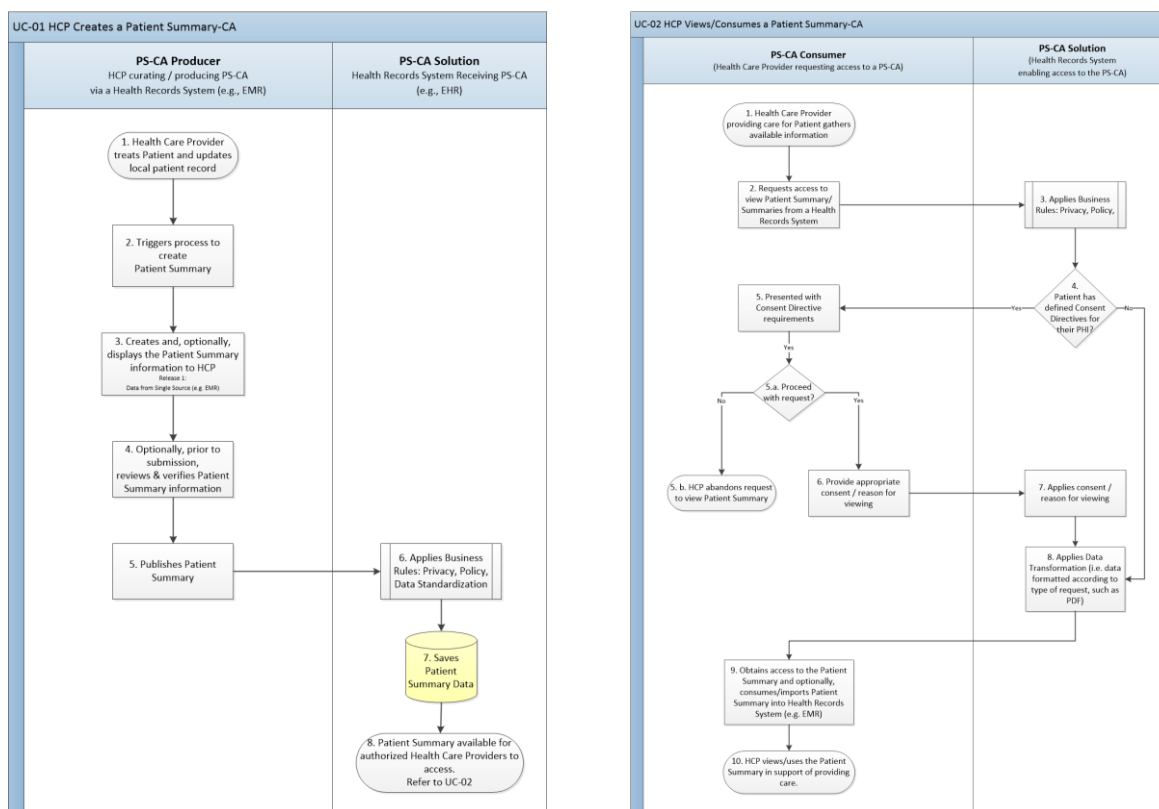 UC-01 HCP Creates a Patient Summary-CA
PS-CA Producer
HCP curating / producing PS-CA
via a Health Records System (e.g., EMR)
PS-CA Solution
Health Records System Receiving PS-CA
(e.g., EHR)
1. Health Care Provider
treats Patient and updates
local patient record
2. Triggers process to
create
Patient Summary
3. Creates and, optionally,
displays the Patient Summary
information to HCP
Release 1:
Data from Single Source (e.g. EMR)
4. Optionally, prior to
submission,
reviews & verifies Patient
Summary information
5. Publishes Patient
Summary
6. Applies Business
Rules: Privacy, Policy,
Data Standardization
7. Saves
Patient
Summary Data
8. Patient Summary available for
authorized Health Care Providers to
access.
Refer to UC-02
UC-02 HCP Views/Consumes a Patient Summary-CA
PS-CA Consumer
(Health Care Provider requesting access to a PS-CA)
PS-CA Solution
(Health Records System
enabling access to the PS-CA)
1. Health Care Provider
providing care for Patient gathers
available information
2. Requests access to
view Patient Summary/
Summaries from a Health
Records System
3. Applies Business
Rules: Privacy, Policy,
4.
Patient has
defined Consent
Directives for
their PHI?
Yes
No
5. Presented with
Consent Directive
requirements
Yes
5.a. Proceed
with request?
No
Yes
5. b. HCP abandons request
to view Patient Summary
6. Provide appropriate
consent / reason for
viewing
7. Applies consent /
reason for viewing
8. Applies Data
Transformation (i.e. data
formatted according to
type of request, such as
PDF)
9. Obtains access to the Patient
Summary and optionally,
consumes/imports Patient
Summary into Health Records
System (e.g. EMR)
10. HCP views/uses the Patient
Summary in support of providing
care.